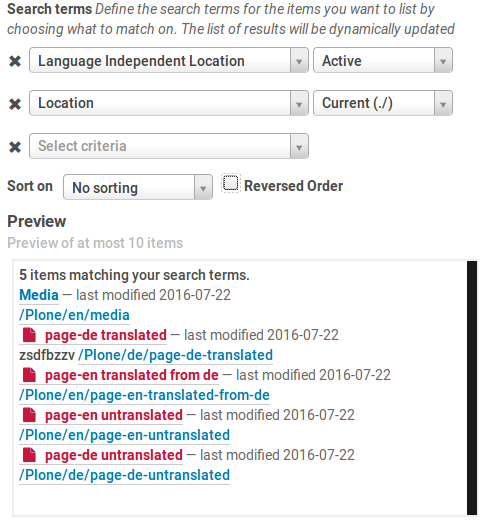 Search terms Define the search terms for the items you want to list by
choosing what to match on. The list of results will be dynamically updated
Language Independent Location Active
Location Current (./)
Select criteria
Sort on No sorting Reversed Order
Preview
Preview of at most 10 items
5 items matching your search terms.
Media — last modified 2016-07-22
/Plone/en/media
page-de translated — last modified 2016-07-22
zsdfbzzv /Plone/de/page-de-translated
page-en translated from de — last modified 2016-07-22
/Plone/en/page-en-translated-from-de
page-en untranslated — last modified 2016-07-22
/Plone/en/page-en-untranslated
page-de untranslated — last modified 2016-07-22
/Plone/de/page-de-untranslated